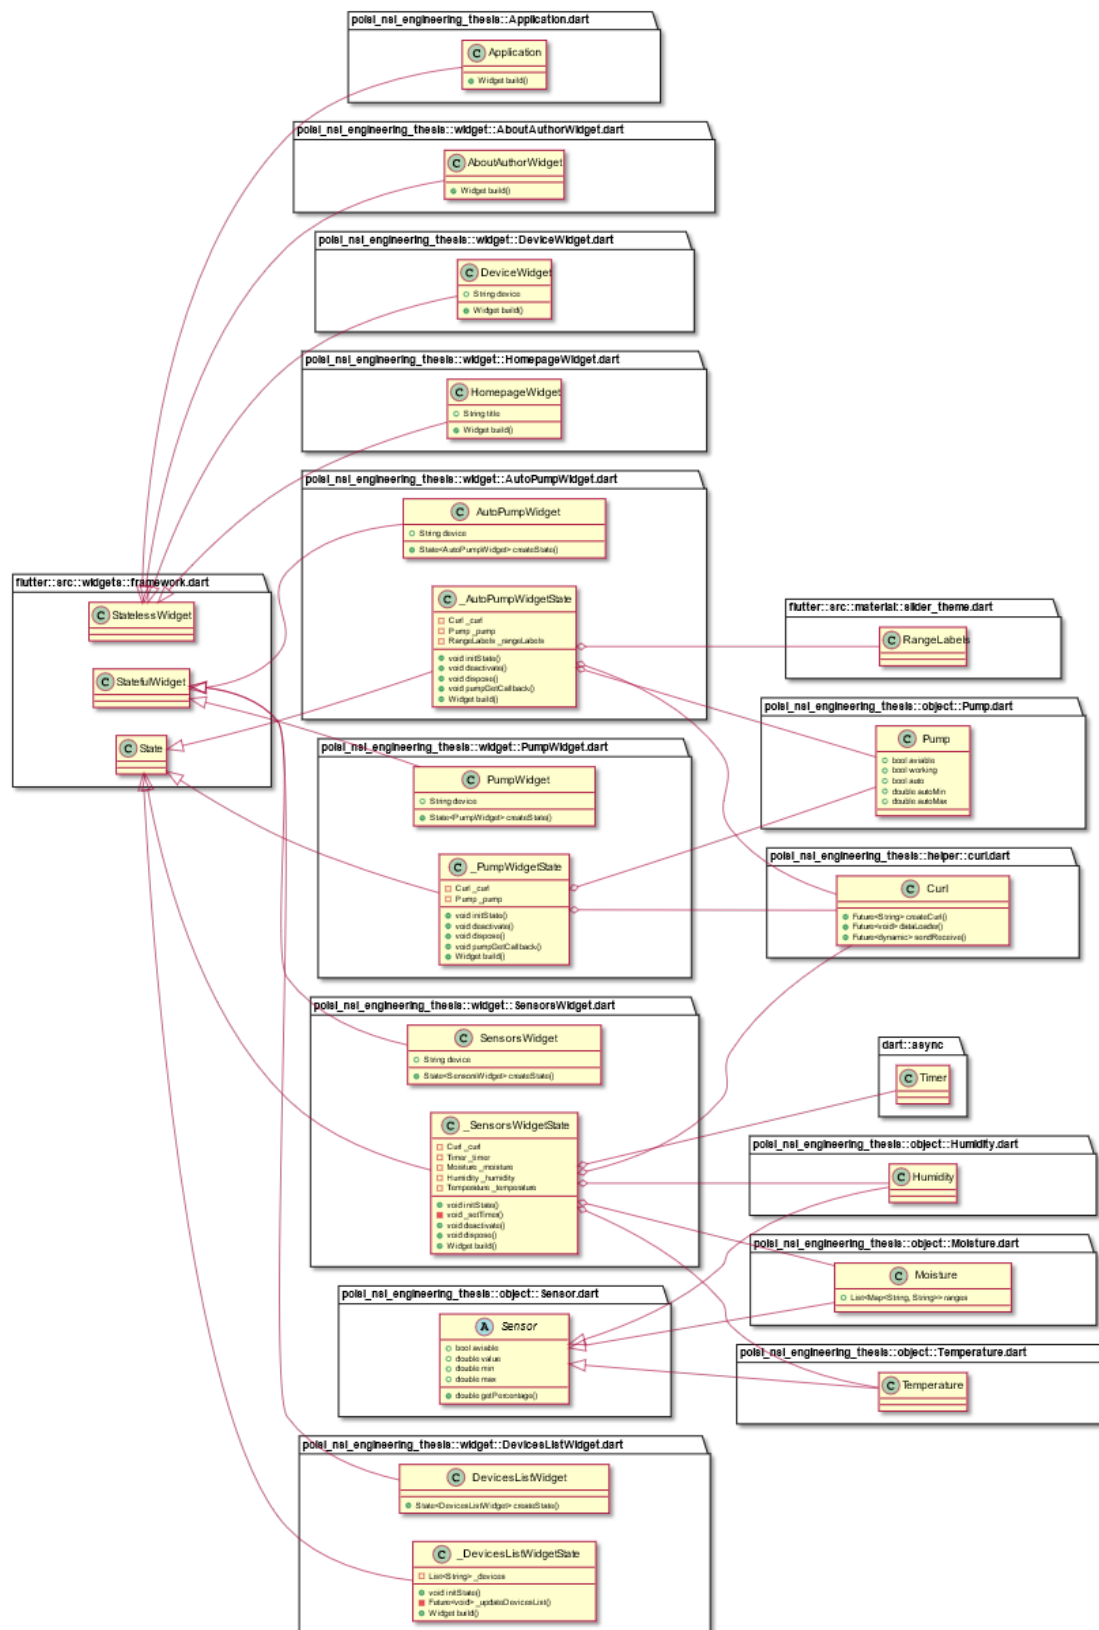 polsl_nsi_engineering_thesis::Application.dart
C Application
Widget build()
polsl_nsi_engineering_thesis::widget::AboutAuthorWidget.dart
C AboutAuthorWidget
Widget build()
polsl_nsi_engineering_thesis::widget::DeviceWidget.dart
C DeviceWidget
String device
Widget build()
polsl_nsi_engineering_thesis::widget::HomepageWidget.dart
C HomepageWidget
String title
Widget build()
polsl_nsi_engineering_thesis::widget::AutoPumpWidget.dart
C AutoPumpWidget
String device
State<AutoPumpWidget> createState()
C _AutoPumpWidgetState
Curl _curl
Pump _pump
RangeLabels _rangeLabels
void initState()
void deactivate()
void dispose()
void pumpGetCallback()
Widget build()
flutter::src::widgets::framework.dart
C StatelessWidget
C StatefulWidget
C State
flutter::src::material::slider_theme.dart
C RangeLabels
polsl_nsi_engineering_thesis::object::Pump.dart
C Pump
bool aviable
bool working
bool auto
double autoMin
double autoMax
polsl_nsi_engineering_thesis::widget::PumpWidget.dart
C PumpWidget
String device
State<PumpWidget> createState()
C _PumpWidgetState
Curl _curl
Pump _pump
void initState()
void deactivate()
void dispose()
void pumpGetCallback()
Widget build()
polsl_nsi_engineering_thesis::helper::curl.dart
C Curl
Future<String> createCurl()
Future<void> dataLoader()
Future<dynamic> sendReceive()
polsl_nsi_engineering_thesis::widget::SensorsWidget.dart
C SensorsWidget
String device
State<SensorsWidget> createState()
C _SensorsWidgetState
Curl _curl
Timer _timer
Moisture _moisture
Humidity _humidity
Temperature _temperature
void initState()
void _setTimer()
void deactivate()
void dispose()
Widget build()
dart::async
C Timer
polsl_nsi_engineering_thesis::object::Humidity.dart
C Humidity
polsl_nsi_engineering_thesis::object::Moisture.dart
C Moisture
List<Map<String, String>> ranges
polsl_nsi_engineering_thesis::object::Sensor.dart
A Sensor
bool aviable
double value
double min
double max
double getPercentage()
polsl_nsi_engineering_thesis::object::Temperature.dart
C Temperature
polsl_nsi_engineering_thesis::widget::DevicesListWidget.dart
C DevicesListWidget
State<DevicesListWidget> createState()
C _DevicesListWidgetState
List<String> _devices
void initState()
Future<void> _updateDevicesList()
Widget build()